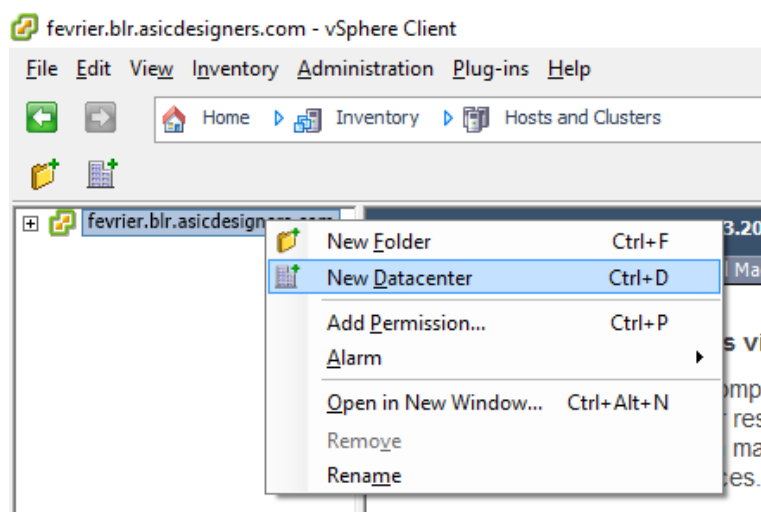 fevrier.blr.asicdesigners.com - vSphere Client
File Edit View Inventory Administration Plug-ins Help
Home Inventory Hosts and Clusters
fevrier.blr.asicdesigners.com
New Folder Ctrl+F
New Datacenter Ctrl+D
Add Permission... Ctrl+P
Alarm
Open in New Window... Ctrl+Alt+N
Remove
Rename